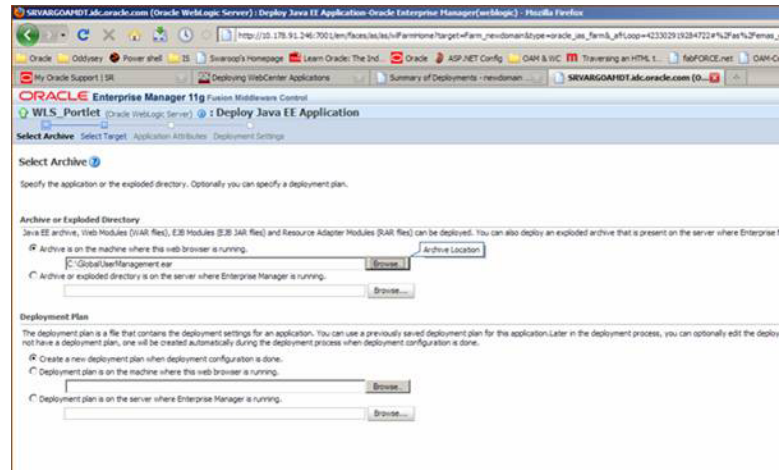 SRVARGOAMDT.idc.oracle.com (Oracle WebLogic Server) : Deploy Java EE Application-Oracle Enterprise Manager(weblogic) - Mozilla Firefox
Oracle Oddysey Power shell IS Swaroop's Homepage Learn Oracle: The Ind... Oracle ASP.NET Config OAM & WC Traversing an HTML t... fabFORCE.net OAM-Co
My Oracle Support | SR Deploying WebCenter Applications Summary of Deployments - newdomain ... SRVARGOAMDT.idc.oracle.com (O...
ORACLE Enterprise Manager 11g Fusion Middleware Control
WLS_Portlet (Oracle WebLogic Server) : Deploy Java EE Application
Select Archive Select Target Application Attributes Deployment Settings
Select Archive
Specify the application or the exploded directory. Optionally you can specify a deployment plan.
Archive or Exploded Directory
Java EE archive, Web Modules (WAR files), EJB Modules (EJB JAR files) and Resource Adapter Modules (RAR files) can be deployed. You can also deploy an exploded archive that is present on the server where Enterprise
Archive is on the machine where this web browser is running.
Archive Location
C:\GlobalUserManagement.ear Browse...
Archive or exploded directory is on the server where Enterprise Manager is running.
Browse...
Deployment Plan
The deployment plan is a file that contains the deployment settings for an application. You can use a previously saved deployment plan for this application.Later in the deployment process, you can optionally edit the deploy
not have a deployment plan, one will be created automatically during the deployment process when deployment configuration is done.
Create a new deployment plan when deployment configuration is done.
Deployment plan is on the machine where this web browser is running.
Browse...
Deployment plan is on the server where Enterprise Manager is running.
Browse...